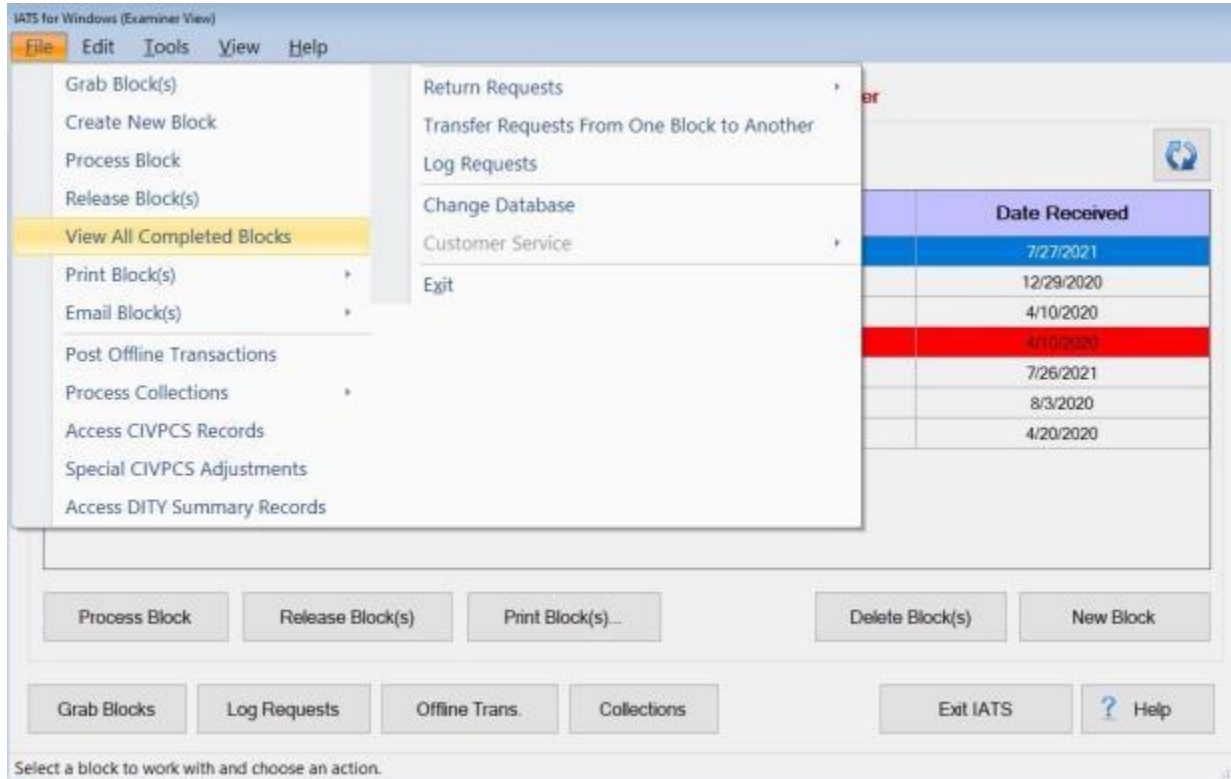 IATS for Windows (Examiner View)
File Edit Tools View Help
Grab Block(s)
Create New Block
Process Block
Release Block(s)
View All Completed Blocks
Print Block(s)
Email Block(s)
Post Offline Transactions
Process Collections
Access CIVPCS Records
Special CIVPCS Adjustments
Access DITY Summary Records
Return Requests
Transfer Requests From One Block to Another
Log Requests
Change Database
Customer Service
Exit
er
Date Received
7/27/2021
12/29/2020
4/10/2020
4/10/2020
7/26/2021
8/3/2020
4/20/2020
Process Block Release Block(s) Print Block(s)... Delete Block(s) New Block
Grab Blocks Log Requests Offline Trans. Collections Exit IATS ? Help
Select a block to work with and choose an action.